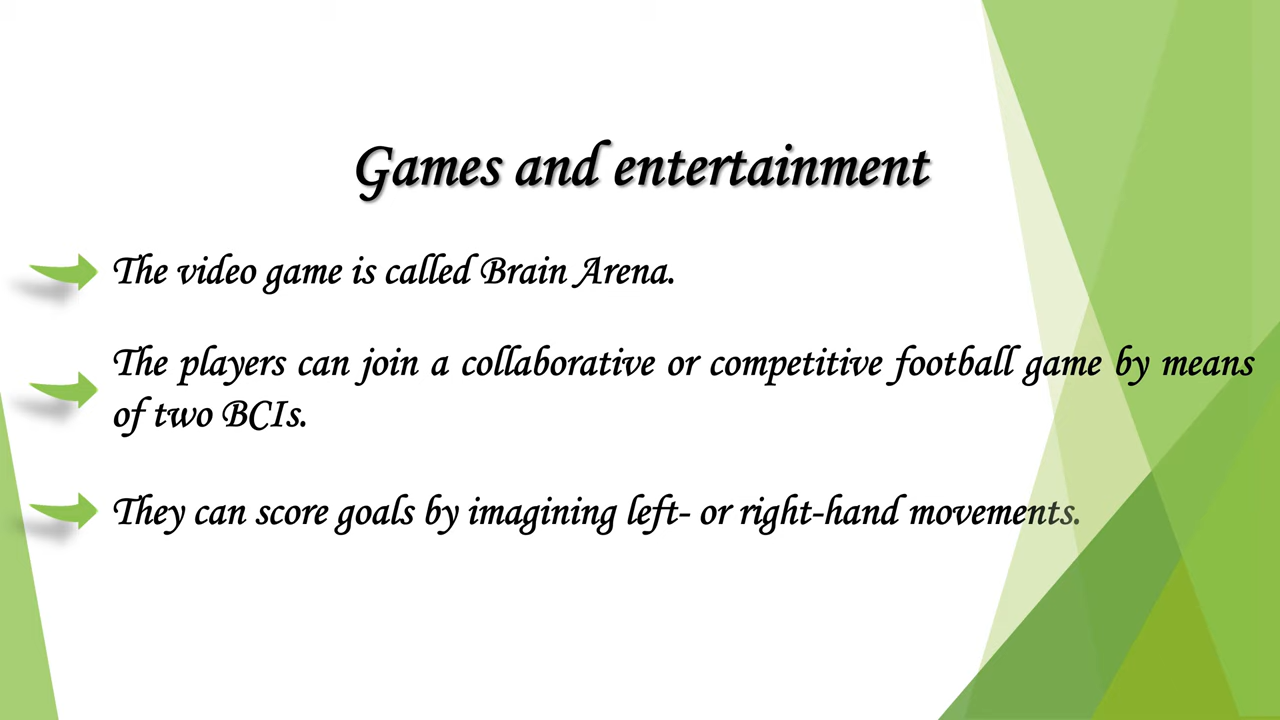 Games and entertainment
The video game is called Brain Arena.
The players can join a collaborative or competitive football game by means
of two BCIs.
They can score goals by imagining left- or right-hand movements.